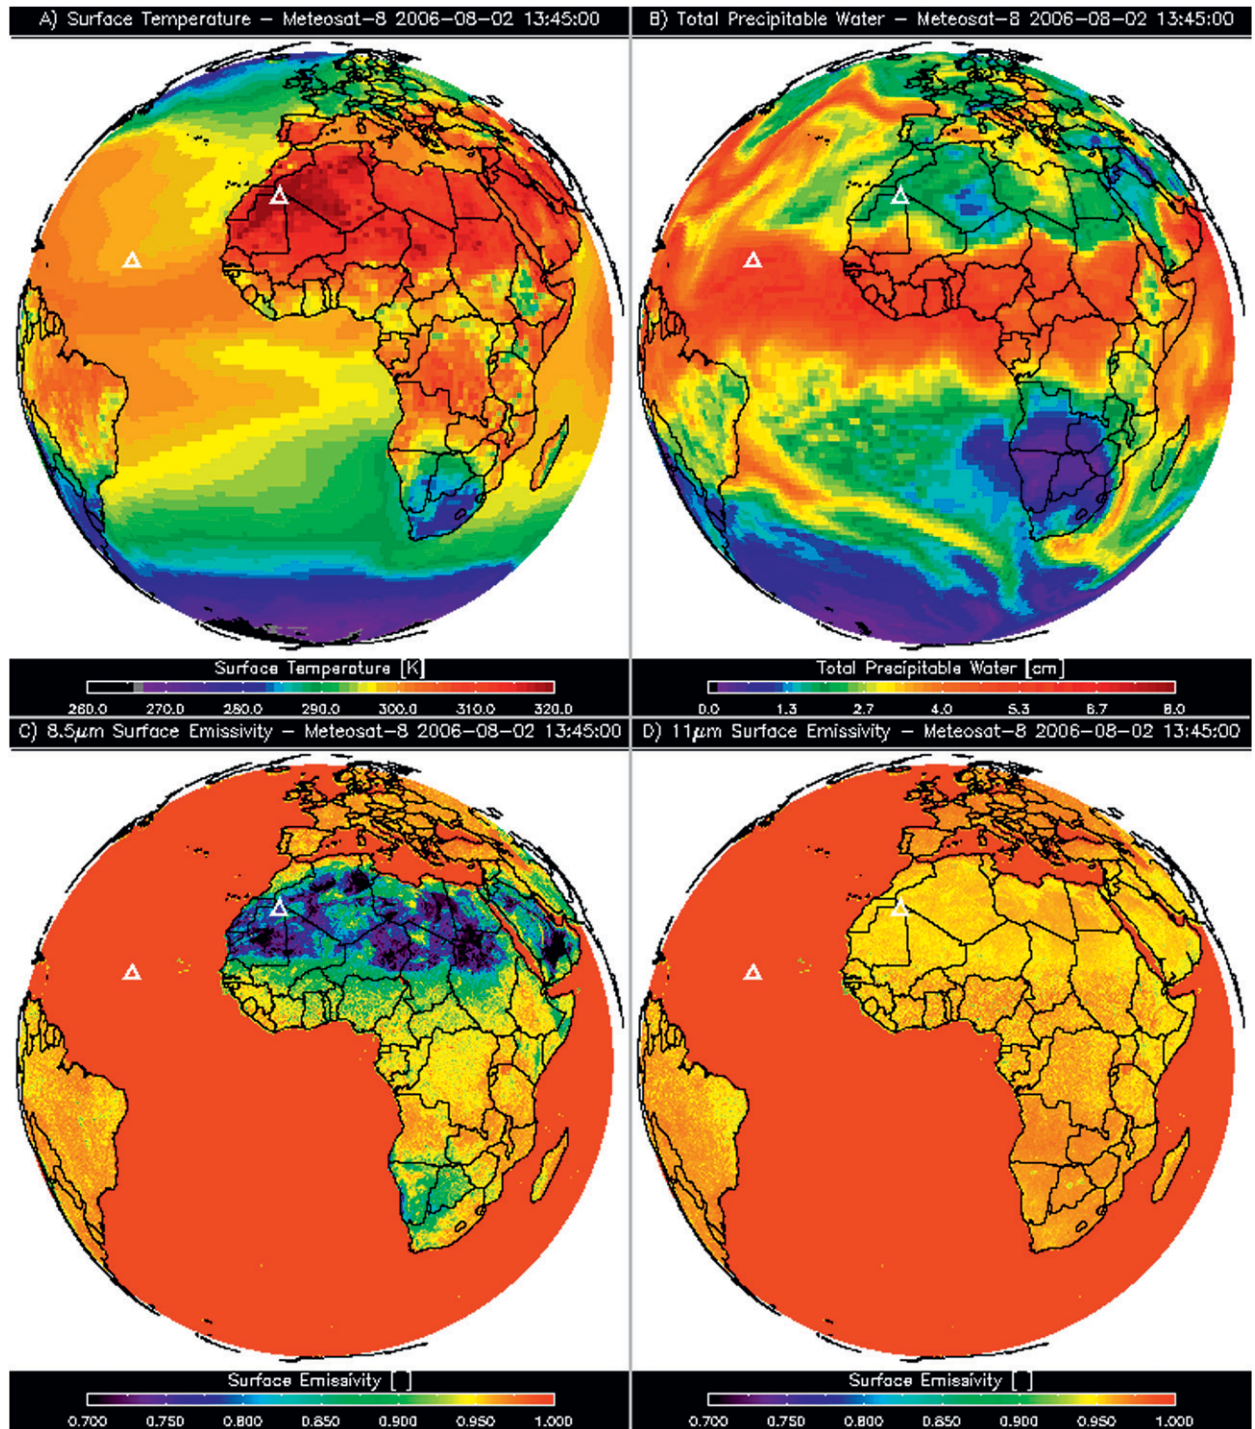 A) Surface Temperature – Meteosat-8 2006-08-02 13:45:00
B) Total Precipitable Water – Meteosat-8 2006-08-02 13:45:00
Surface Temperature [K]
260.0 270.0 280.0 290.0 300.0 310.0 320.0
Total Precipitable Water [cm]
0.0 1.3 2.7 4.0 5.3 6.7 8.0
C) 8.5μm Surface Emissivity – Meteosat-8 2006-08-02 13:45:00
D) 11μm Surface Emissivity – Meteosat-8 2006-08-02 13:45:00
Surface Emissivity [ ]
0.700 0.750 0.800 0.850 0.900 0.950 1.000
Surface Emissivity [ ]
0.700 0.750 0.800 0.850 0.900 0.950 1.000